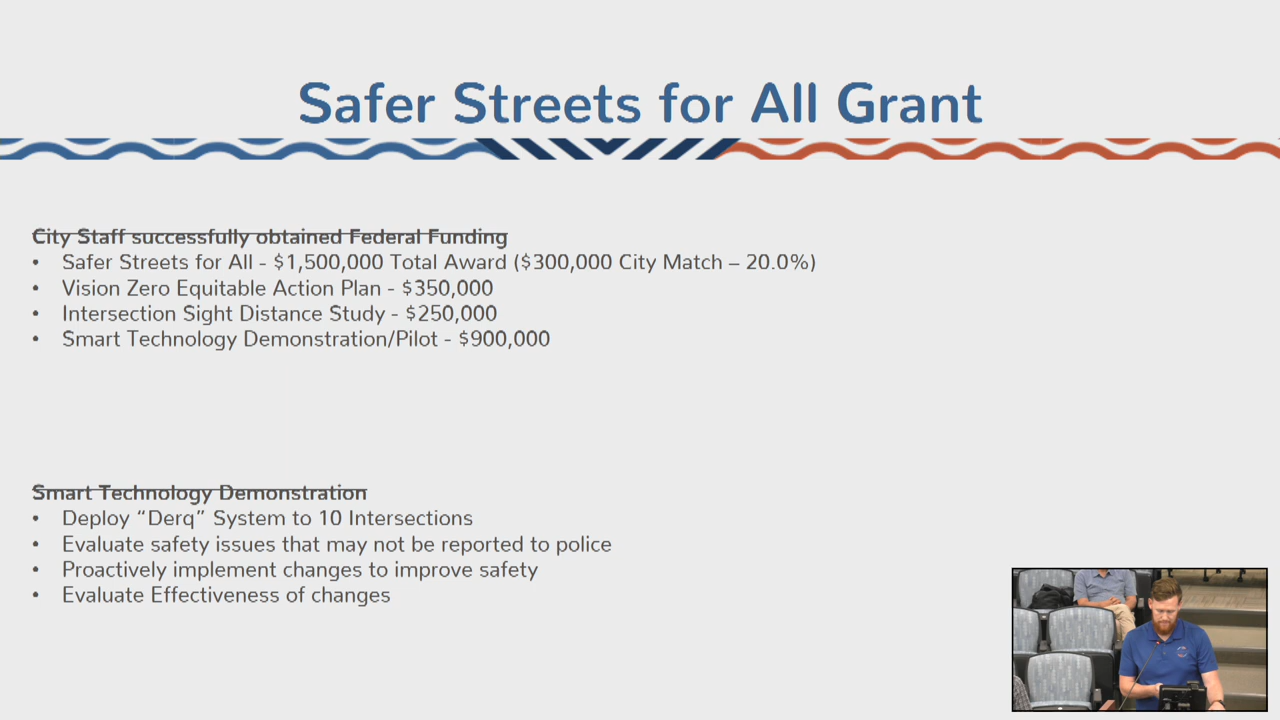 Safer Streets for All Grant
City Staff successfully obtained Federal Funding
• Safer Streets for All - $1,500,000 Total Award ($300,000 City Match – 20.0%)
• Vision Zero Equitable Action Plan - $350,000
• Intersection Sight Distance Study - $250,000
• Smart Technology Demonstration/Pilot - $900,000
Smart Technology Demonstration
• Deploy “Derq” System to 10 Intersections
• Evaluate safety issues that may not be reported to police
• Proactively implement changes to improve safety
• Evaluate Effectiveness of changes